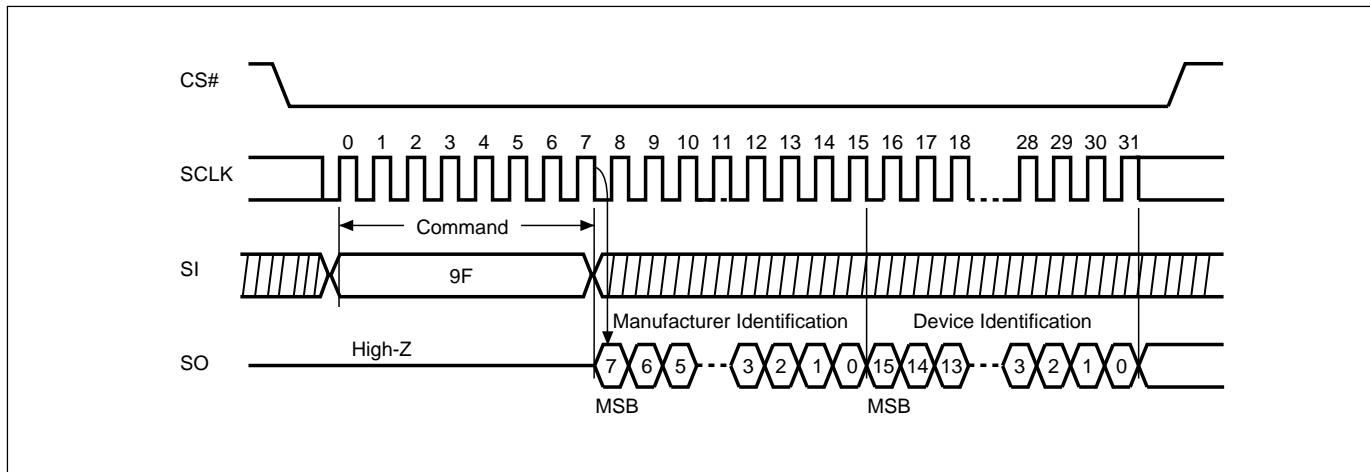 CS#
0 1 2 3 4 5 6 7 8 9 10 11 12 13 14 15 16 17 18 28 29 30 31
SCLK
Command
SI
9F
Manufacturer Identification Device Identification
High-Z
SO
7 6 5 3 2 1 0 15 14 13 3 2 1 0
MSB MSB